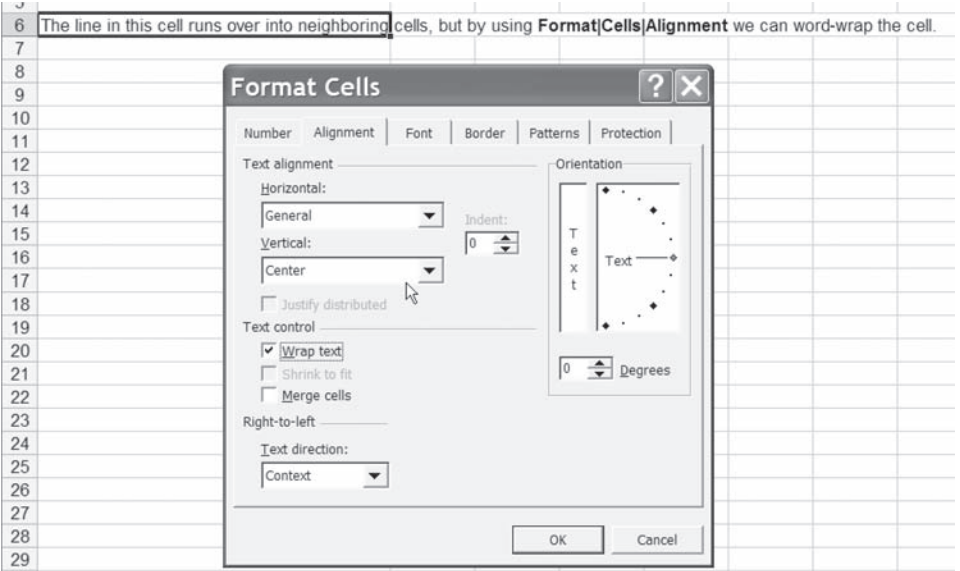 5
6 The line in this cell runs over into neighboring cells, but by using Format|Cells|Alignment we can word-wrap the cell.
7
8
9
10
11
12
13
14
15
16
17
18
19
20
21
22
23
24
25
26
27
28
29
Format Cells ?
Number Alignment Font Border Patterns Protection
Text alignment
Horizontal:
General
Indent:
0
Vertical:
Center
Justify distributed
Text control
Wrap text
Shrink to fit
Merge cells
Right-to-left
Text direction:
Context
Orientation
Text
Text
0 Degrees
OK Cancel